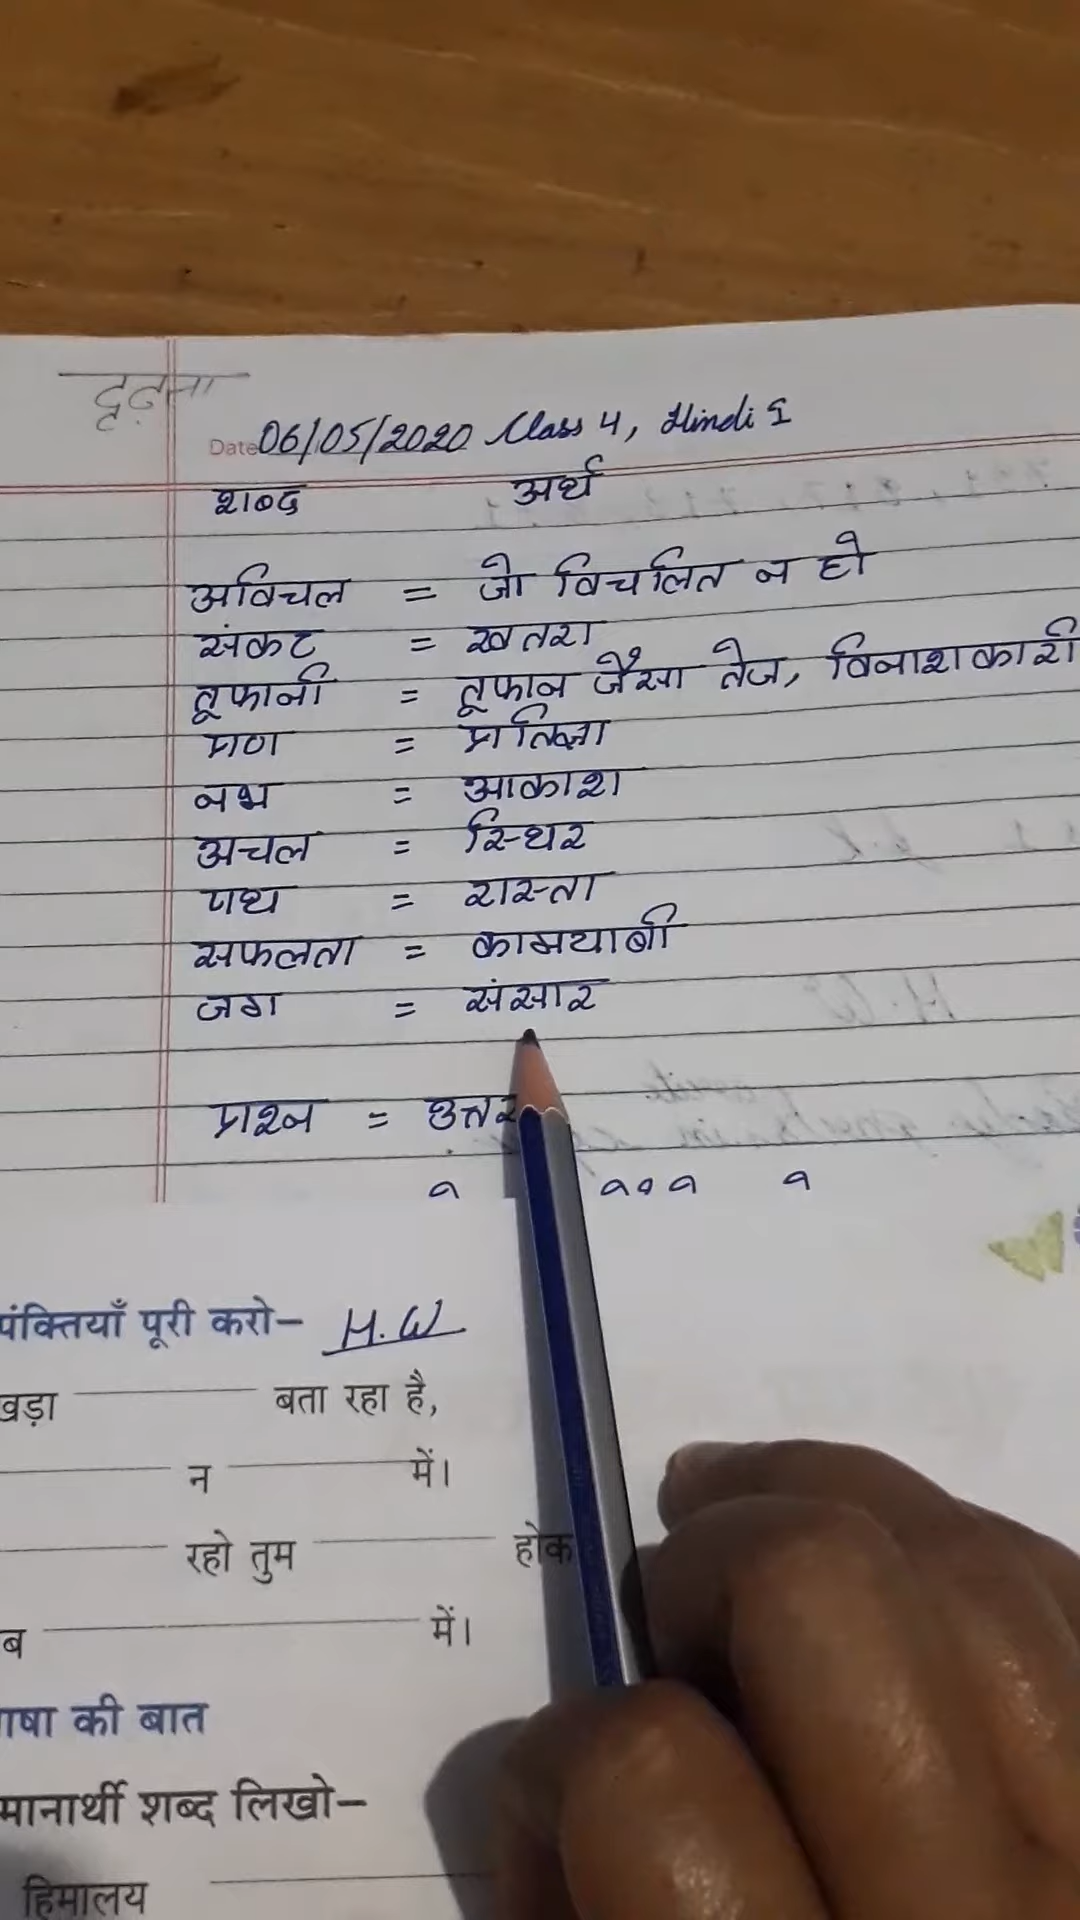 दृढ़ता
Date 06/05/2020 Class 4, Hindi I
शब्द अर्थ
अविचल = जो विचलित न हो
संकट = खतरा
तूफानी = तूफान जैसा तेज, विनाशकारी
प्रण = प्रतिज्ञा
नभ = आकाश
अचल = स्थिर
पथ = रास्ता
सफलता = कामयाबी
जग = संसार
प्रश्न = उत्तर
पंक्तियाँ पूरी करो– H.W
खड़ा बता रहा है,
न में।
रहो तुम होक
ब में।
ाषा की बात
मानार्थी शब्द लिखो–
हिमालय